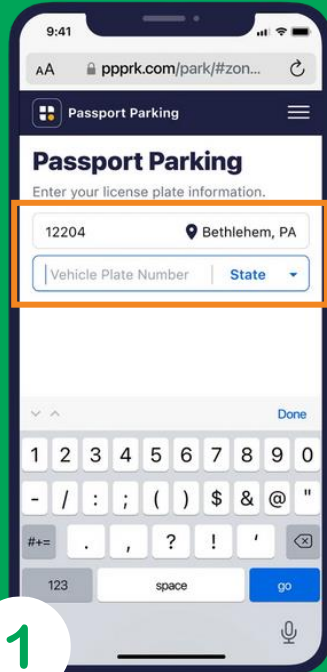 9:41
AA ppprk.com/park/#zon...
Passport Parking
Passport Parking
Enter your license plate information.
12204 Bethlehem, PA
Vehicle Plate Number State
Done
1 2 3 4 5 6 7 8 9 0
- / : ; ( ) $ & @ "
#+= . , ? ! '
123 space go
1